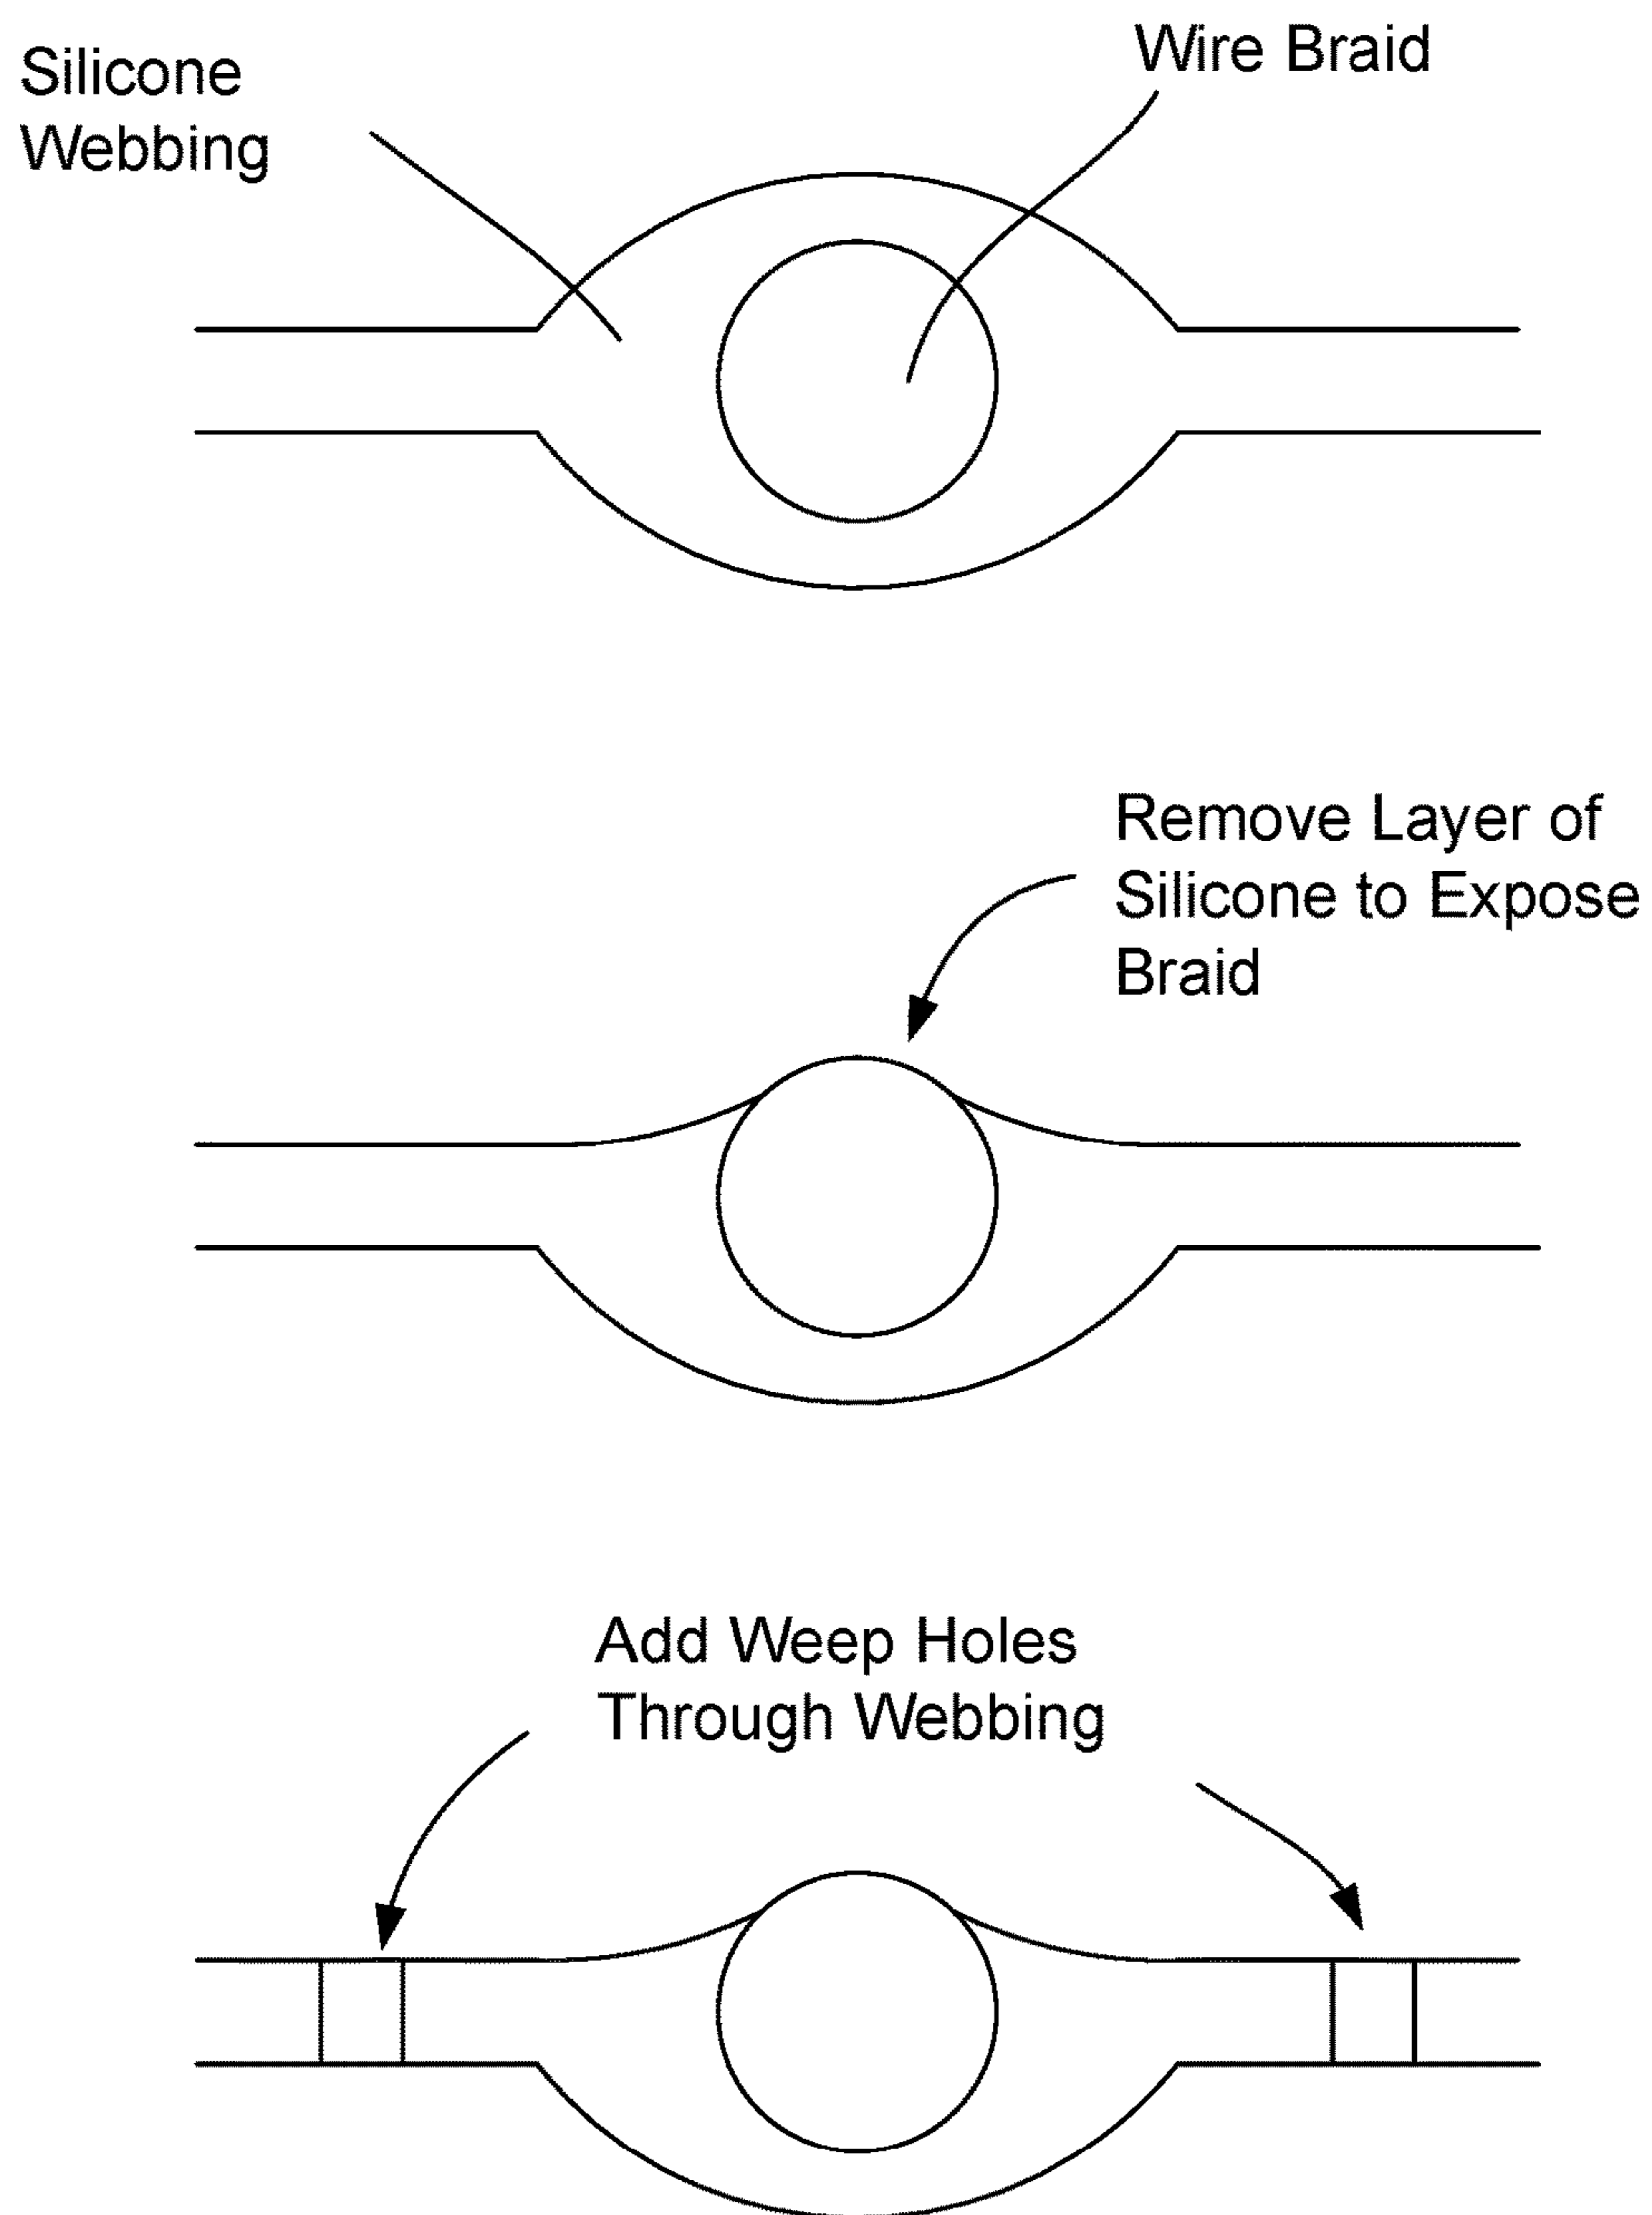 Silicone
Webbing
Wire Braid
Remove Layer of
Silicone to Expose
Braid
Add Weep Holes
Through Webbing